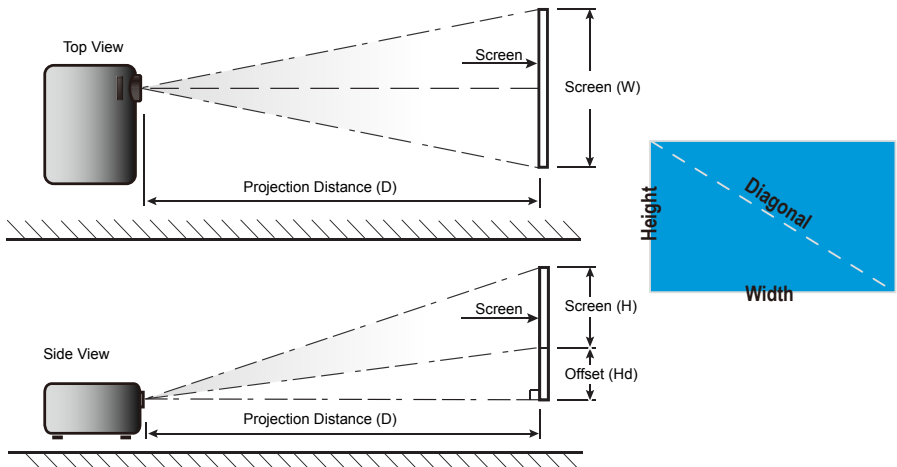 Top View
Screen
Screen (W)
Projection Distance (D)
Height
Diagonal
Width
Side View
Screen
Screen (H)
Offset (Hd)
Projection Distance (D)